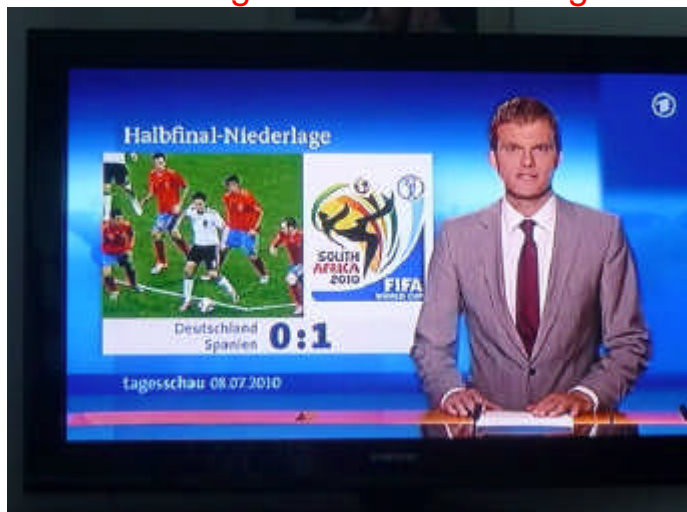 Halbfinal-Niederlage
SOUTH
AFRICA
2010
FIFA
WORLD CUP
Deutschland
Spanien
0:1
tagesschau 08.07.2010